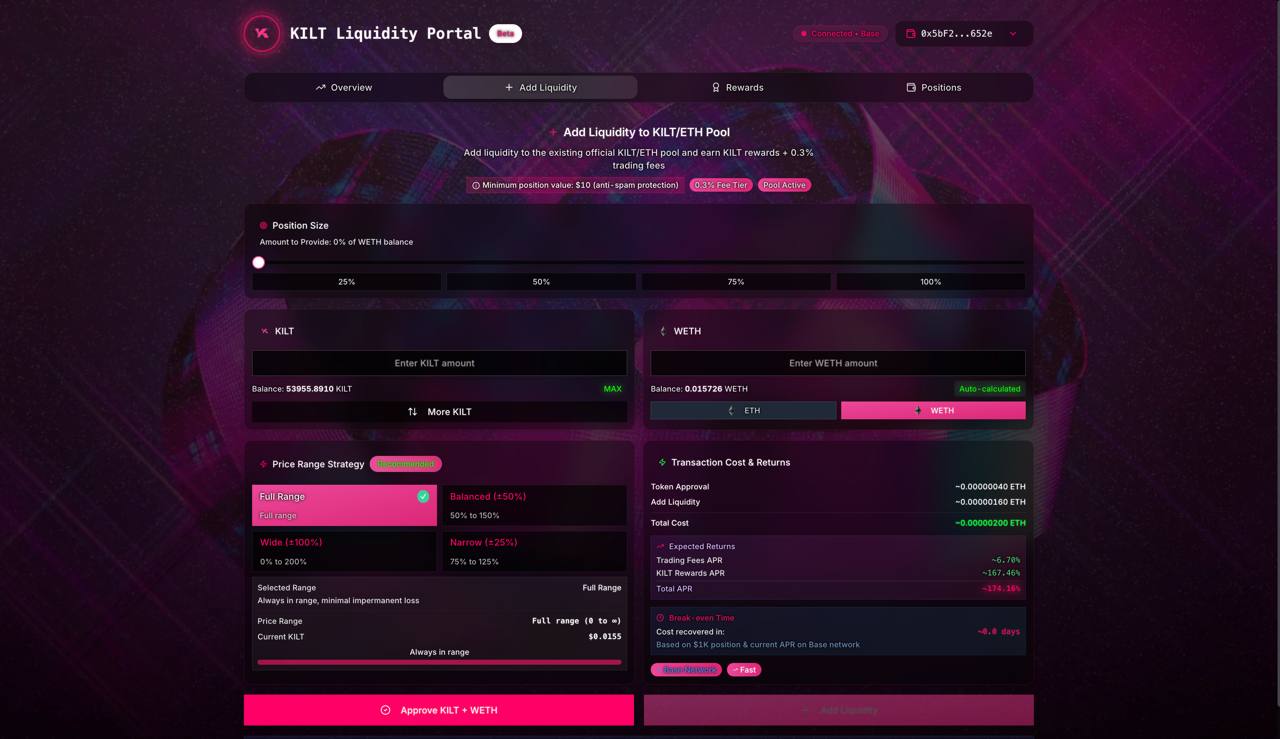 KILT Liquidity Portal Beta
Connected • Base
0x5bF2...652e
Overview
Add Liquidity
Rewards
Positions
Add Liquidity to KILT/ETH Pool
Add liquidity to the existing official KILT/ETH pool and earn KILT rewards + 0.3%
trading fees
Minimum position value: $10 (anti-spam protection)
0.3% Fee Tier
Pool Active
Position Size
Amount to Provide: 0% of WETH balance
25%
50%
75%
100%
KILT
Enter KILT amount
Balance: 53955.8910 KILT
MAX
More KILT
WETH
Enter WETH amount
Balance: 0.015726 WETH
Auto-calculated
ETH
WETH
Price Range Strategy
Recommended
Full Range
Full range
Balanced (±50%)
50% to 150%
Wide (±100%)
0% to 200%
Narrow (±25%)
75% to 125%
Selected Range
Full Range
Always in range, minimal impermanent loss
Price Range
Full range (0 to ∞)
Current KILT
$0.0155
Always in range
Transaction Cost & Returns
Token Approval
~0.00000040 ETH
Add Liquidity
~0.00000160 ETH
Total Cost
~0.00000200 ETH
Expected Returns
Trading Fees APR
~6.70%
KILT Rewards APR
~167.46%
Total APR
~174.16%
Break-even Time
Cost recovered in:
~0.0 days
Based on $1K position & current APR on Base network
Base Network
Fast
Approve KILT + WETH
Add Liquidity